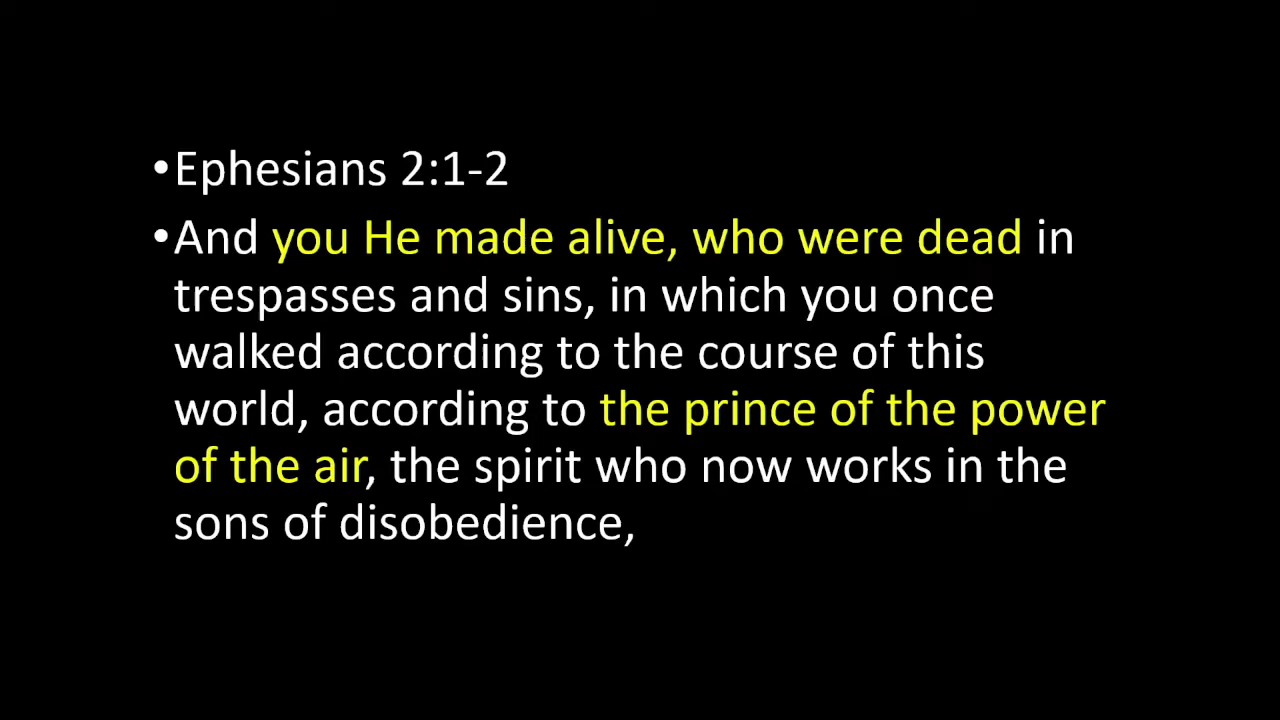 •Ephesians 2:1-2
•And you He made alive, who were dead in
trespasses and sins, in which you once
walked according to the course of this
world, according to the prince of the power
of the air, the spirit who now works in the
sons of disobedience,